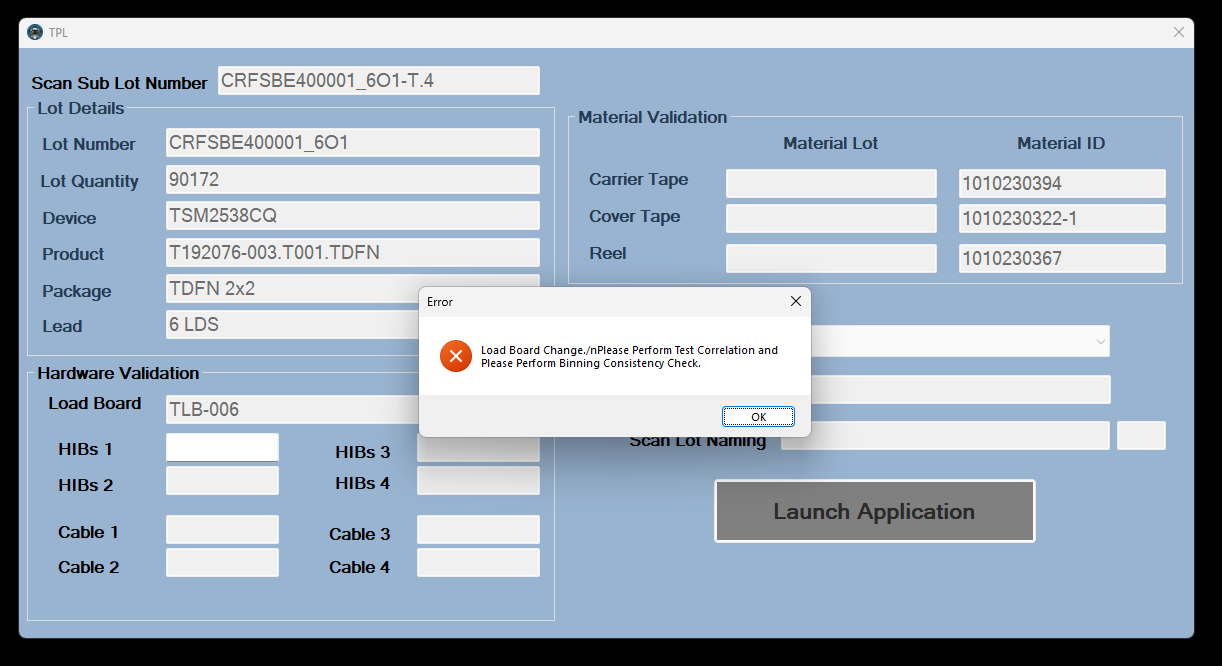 TPL
Scan Sub Lot Number CRFSBE400001_6O1-T.4
Lot Details
Lot Number CRFSBE400001_6O1
Lot Quantity 90172
Device TSM2538CQ
Product T192076-003.T001.TDFN
Package TDFN 2x2
Lead 6 LDS
Material Validation
Material Lot Material ID
Carrier Tape 1010230394
Cover Tape 1010230322-1
Reel 1010230367
Error
Load Board Change./nPlease Perform Test Correlation and
Please Perform Binning Consistency Check.
OK
Hardware Validation
Load Board TLB-006
HIBs 1 HIBs 3
HIBs 2 HIBs 4
Cable 1 Cable 3
Cable 2 Cable 4
Scan Lot Naming
Launch Application